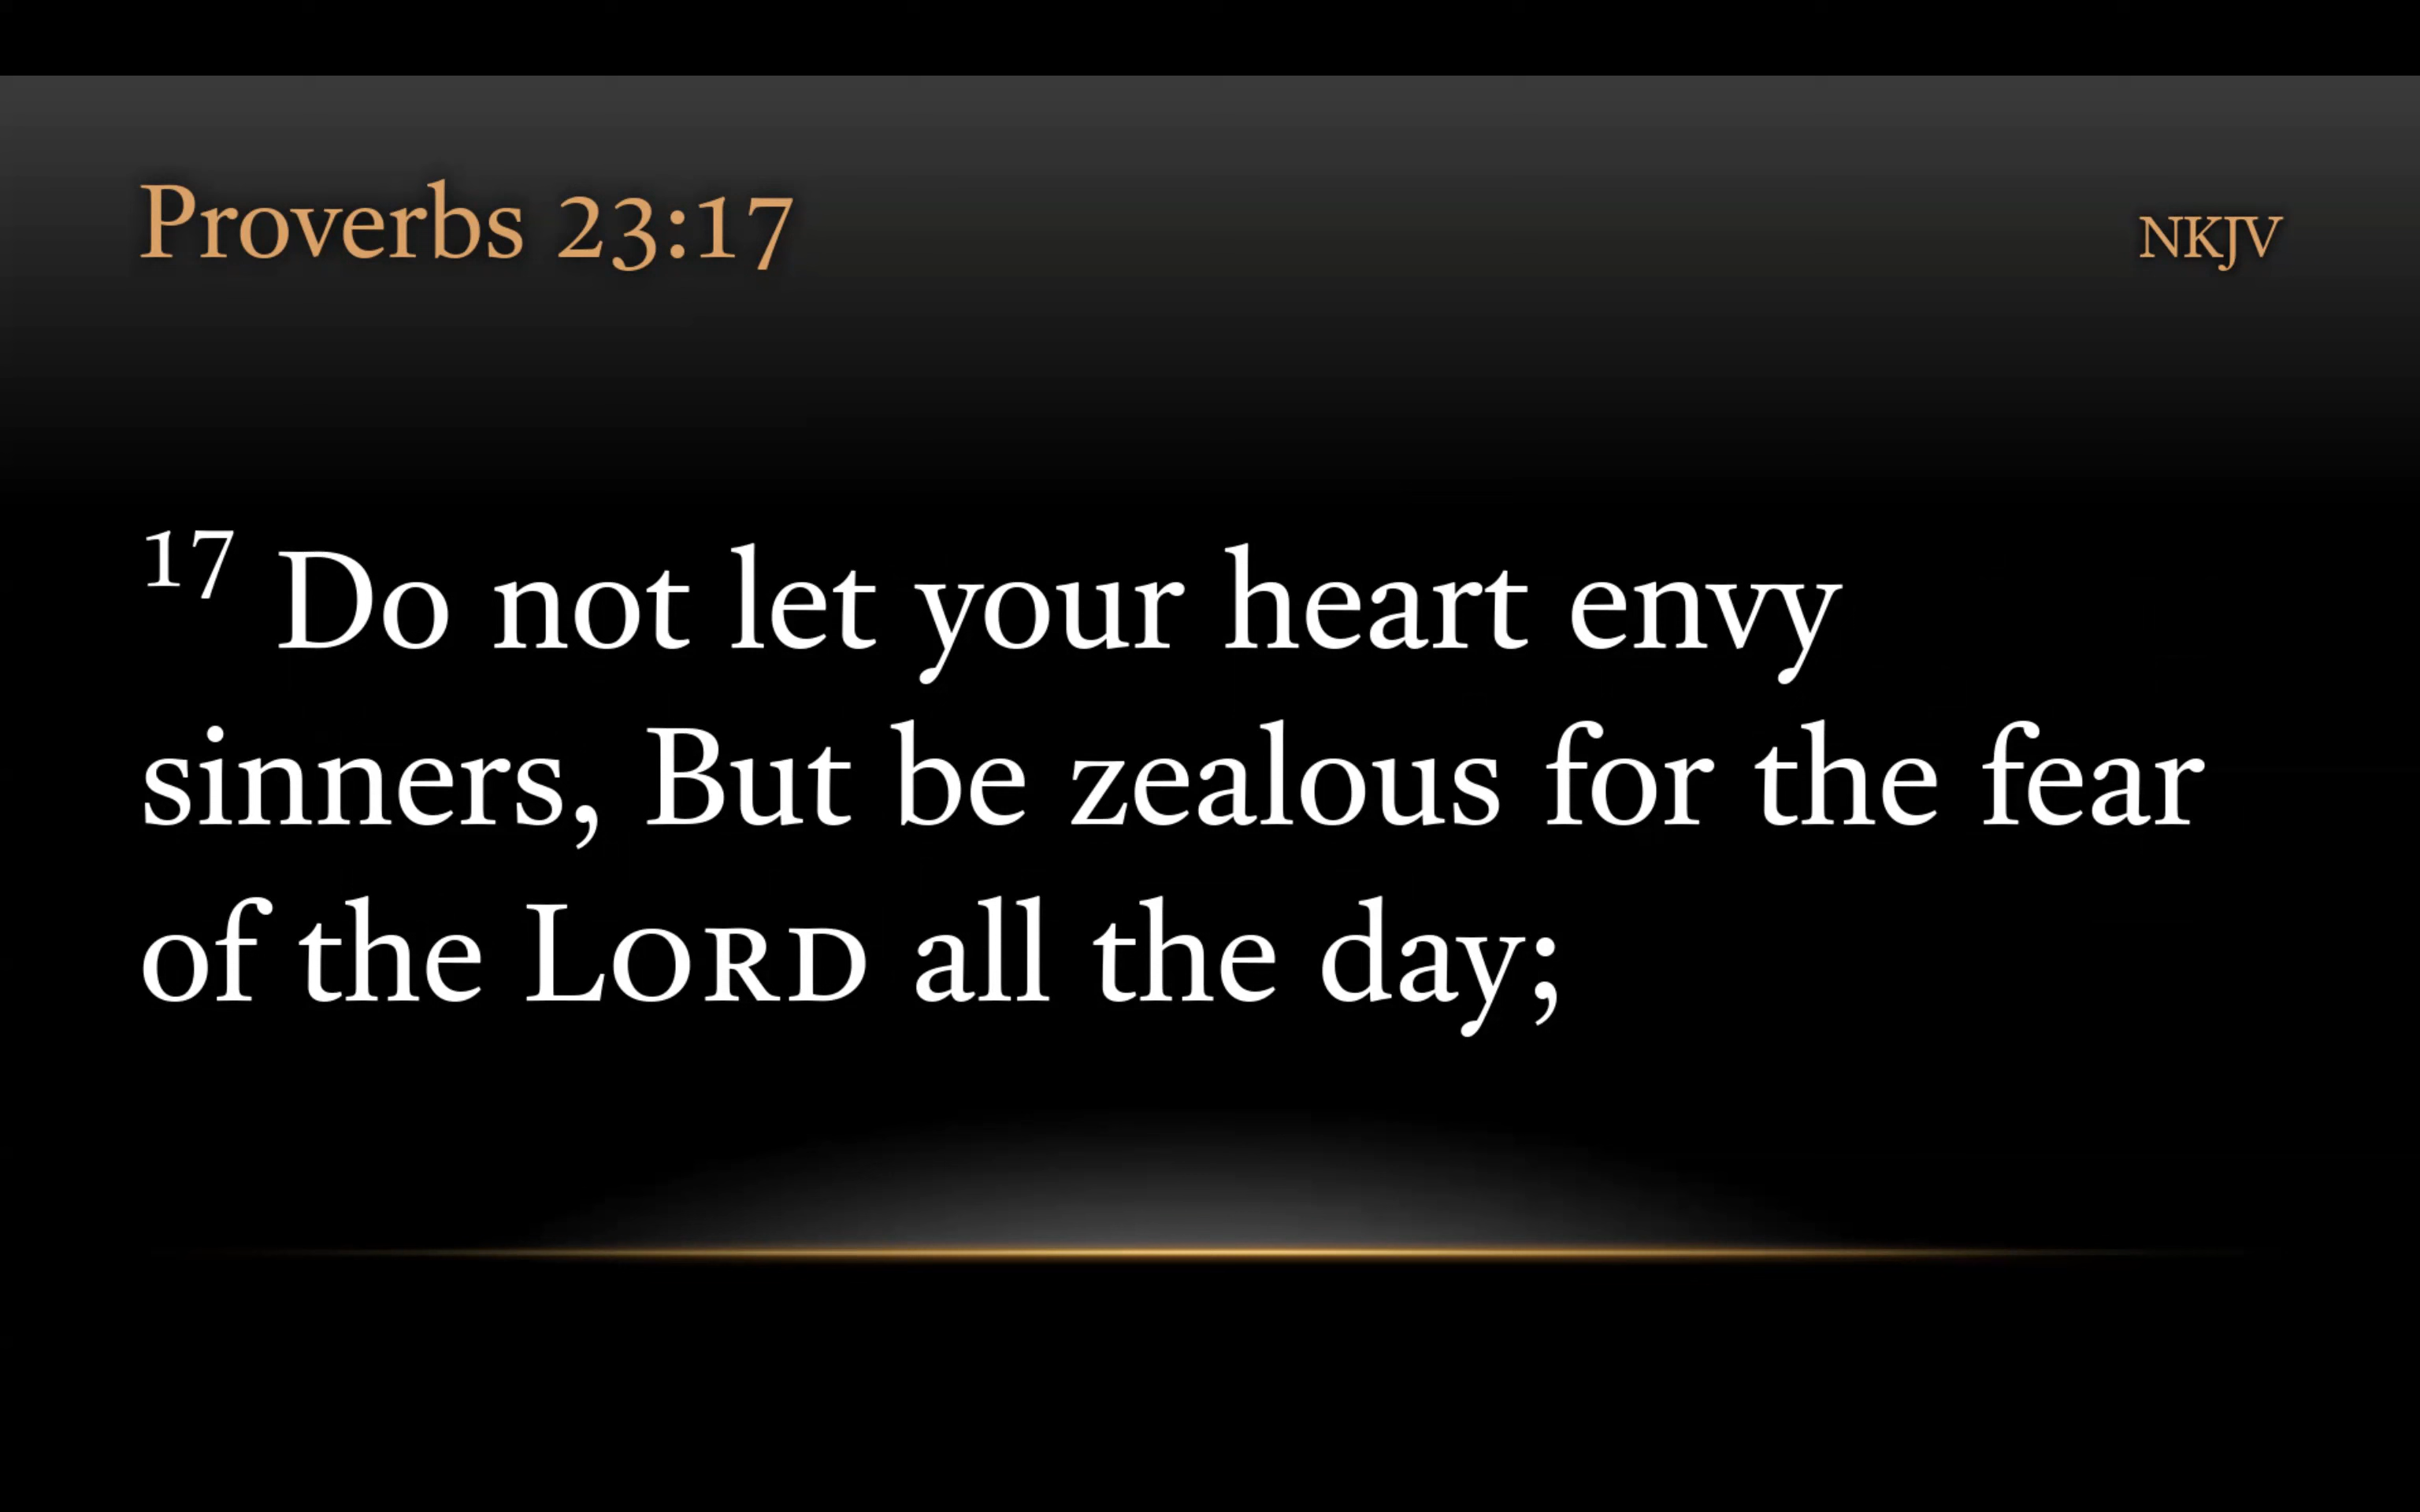 Proverbs 23:17
NKJV
17 Do not let your heart envy
sinners, But be zealous for the fear
of the LORD all the day;